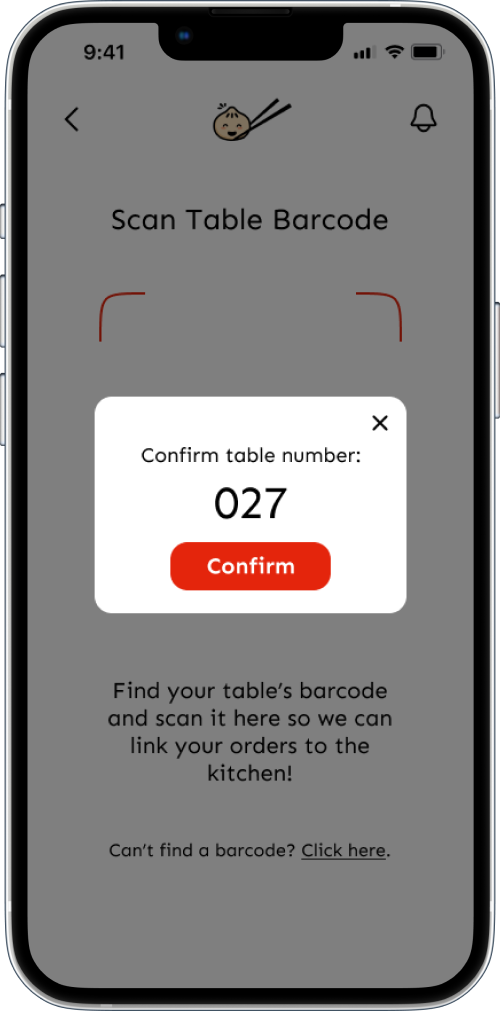 9:41
Scan Table Barcode
Confirm table number:
027
Confirm
Find your table's barcode
and scan it here so we can
link your orders to the
kitchen!
Can't find a barcode? Click here.